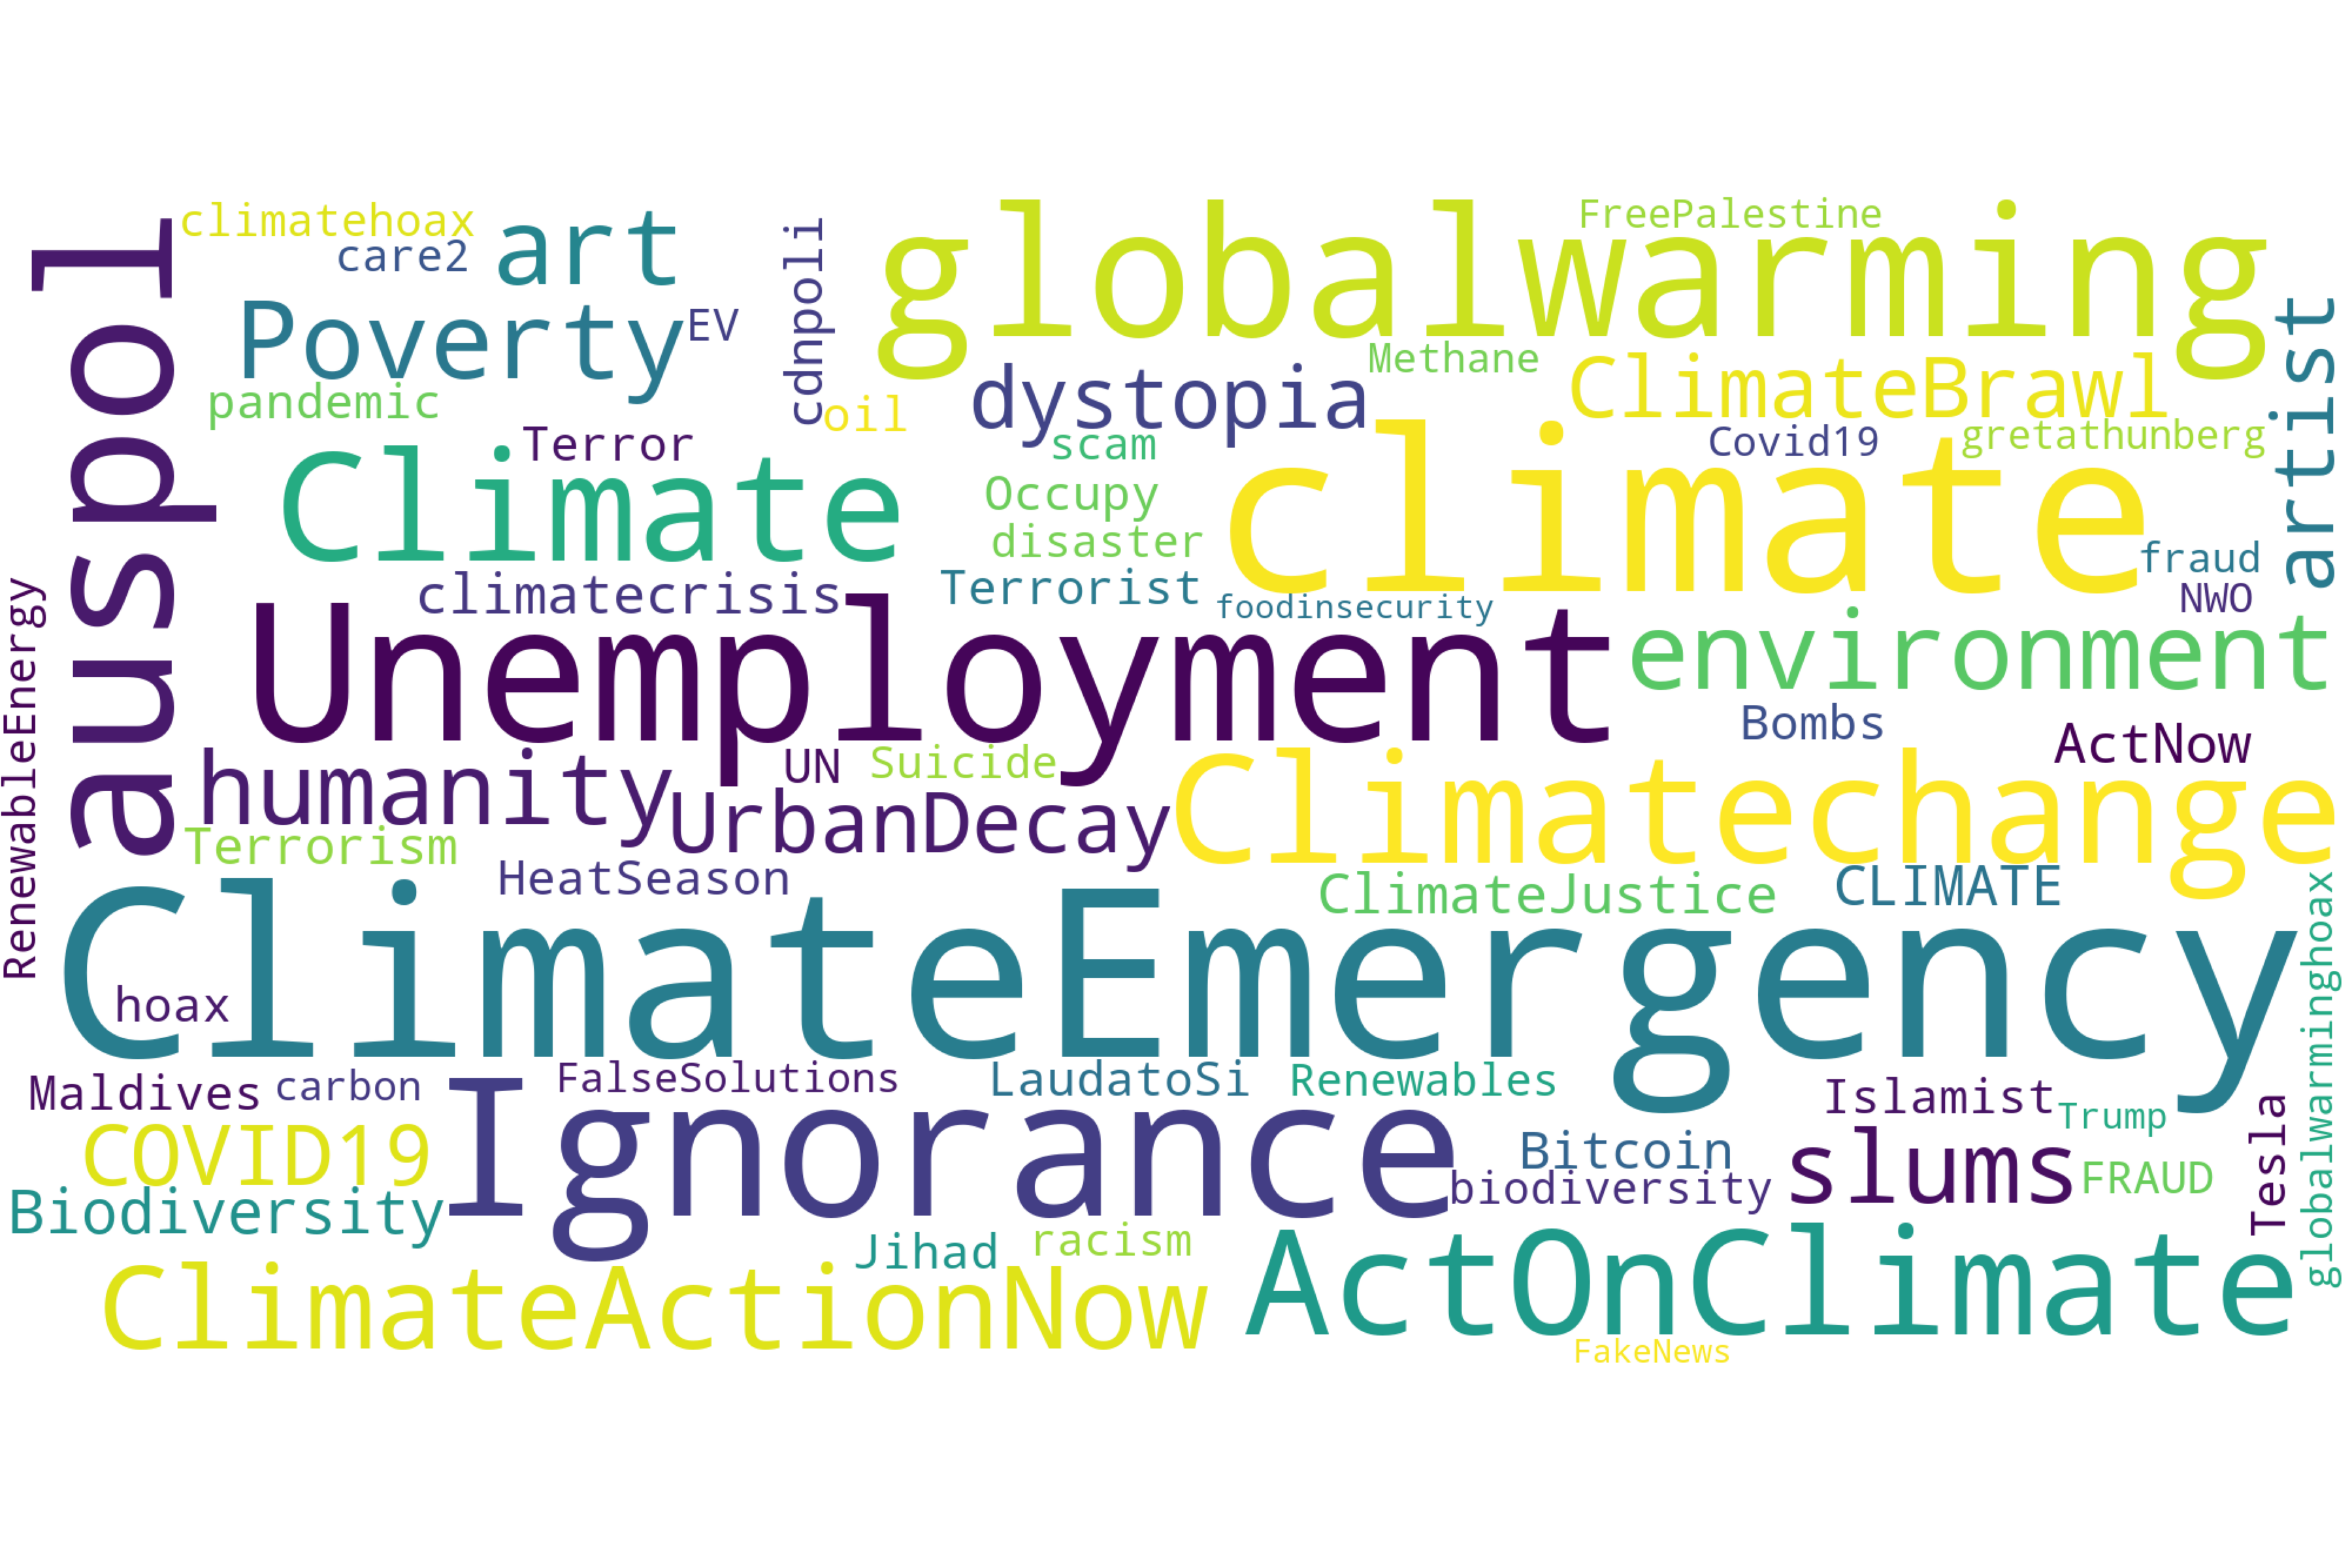 auspol
climatehoax
care2
art
cdnpoli
globalwarming
FreePalestine
Poverty
EV
pandemic
oil
dystopia
Methane
ClimateBrawl
artist
Terror
scam
Covid19
gretathunberg
Climate
Occupy
climate
disaster
fraud
climatecrisis
Terrorist
foodinsecurity
NWO
RenewableEnergy
Unemployment
environment
Bombs
ActNow
humanity
UN
Suicide
UrbanDecay
Climatechange
Terrorism
HeatSeason
ClimateJustice
CLIMATE
ClimateEmergency
hoax
globalwarminghoax
Maldives
carbon
FalseSolutions
LaudatoSi
Renewables
Islamist
Trump
Tesla
COVID19
Ignorance
Bitcoin
slums
FRAUD
Biodiversity
biodiversity
Jihad
racism
ClimateActionNow
ActOnClimate
FakeNews